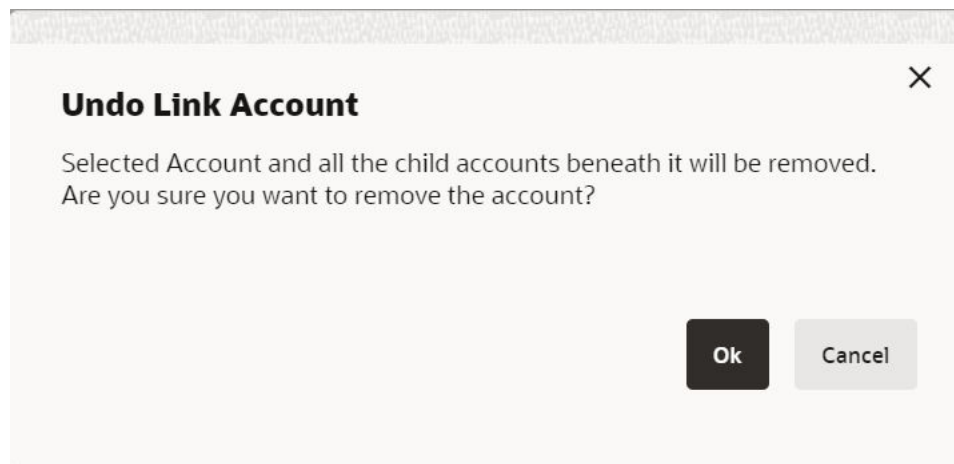 Undo Link Account
Selected Account and all the child accounts beneath it will be removed.
Are you sure you want to remove the account?
Ok
Cancel